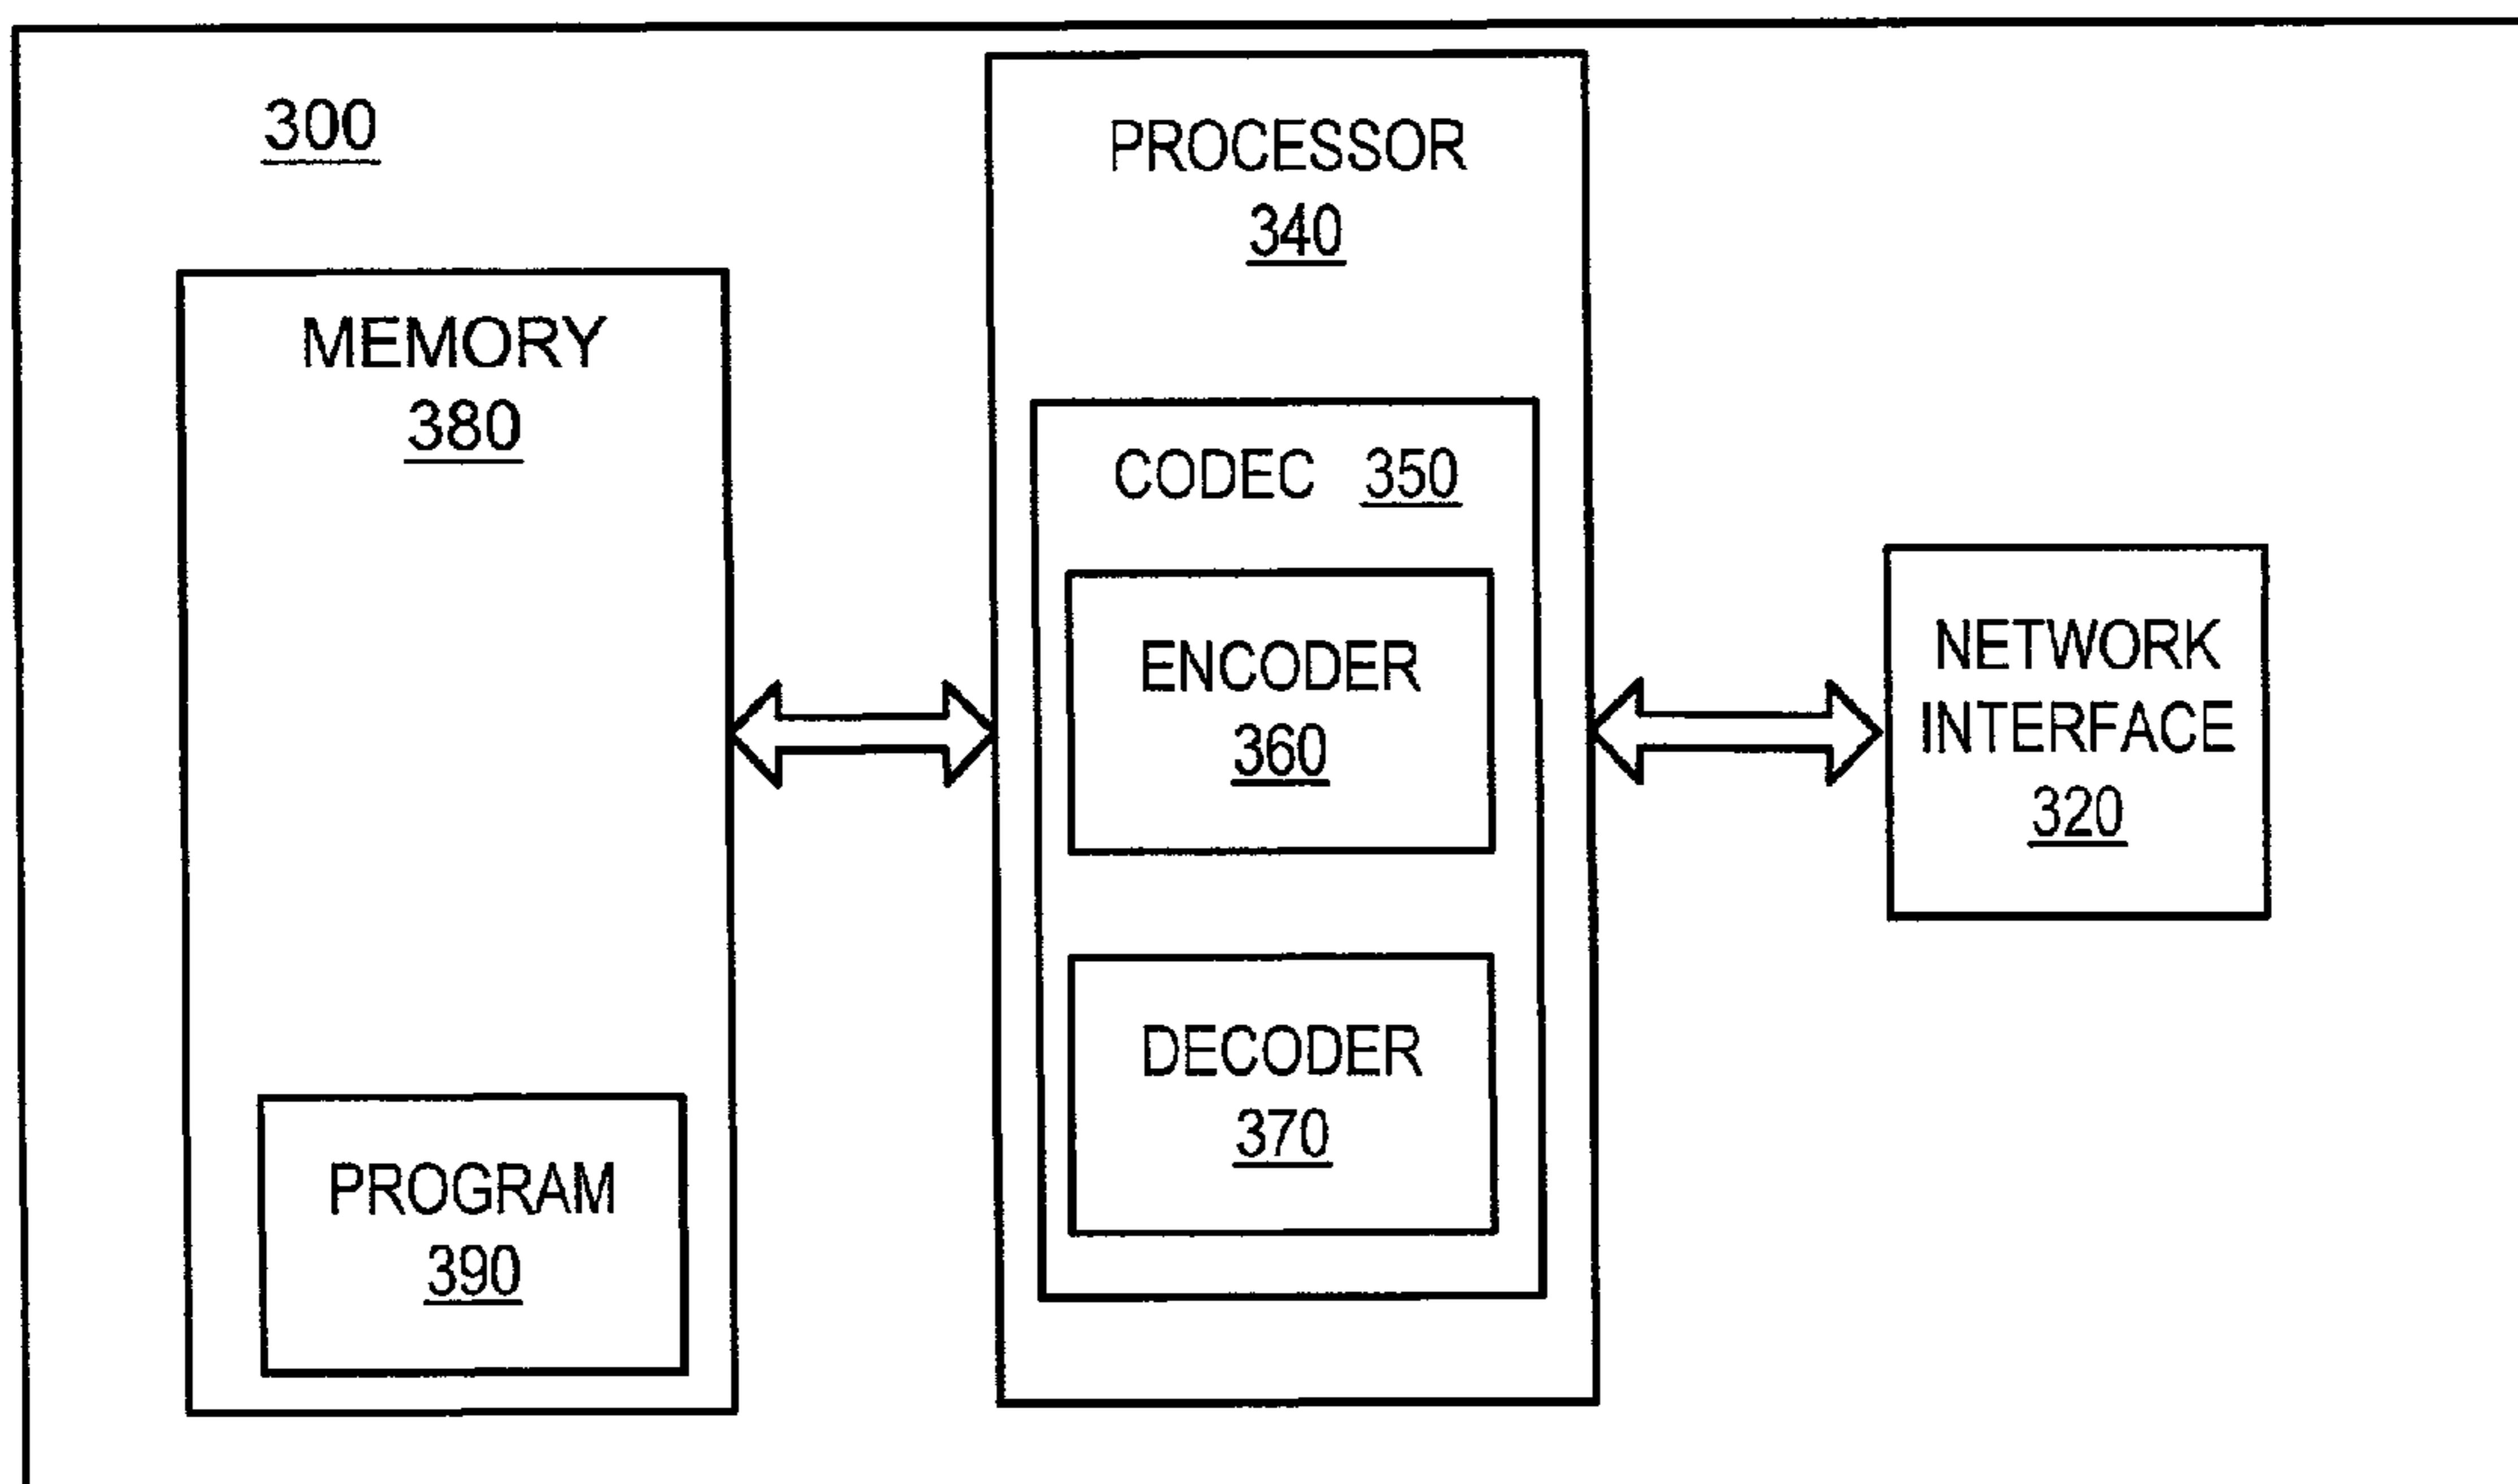 300
PROCESSOR
340
MEMORY
380
CODEC 350
ENCODER
360
NETWORK
INTERFACE
320
DECODER
370
PROGRAM
390